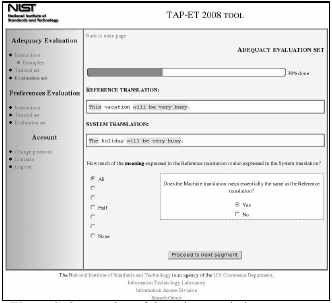 NIST
National Institute of
Standards and Technology
TAP-ET 2008 TOOL
Adequacy Evaluation
Instructions
Examples
Tutorial set
Evaluation set
Preferences Evaluation
Instructions
Tutorial set
Evaluation set
Account
Change password
Contacts
Log out
Back to main page
ADEQUACY EVALUATION SET
39% done
REFERENCE TRANSLATION:
This vacation will be very busy.
SYSTEM TRANSLATION:
The holiday will be very busy.
How much of the meaning expressed in the Reference translation is also expressed in the System translation?
All
Half
None
Does the Machine translation mean essentially the same as the Reference
translation?
Yes
No
Proceed to next segment
The National Institute of Standards and Technology is an agency of the U.S. Commerce Department.
Information Technology Laboratory
Information Access Division
Speech Group